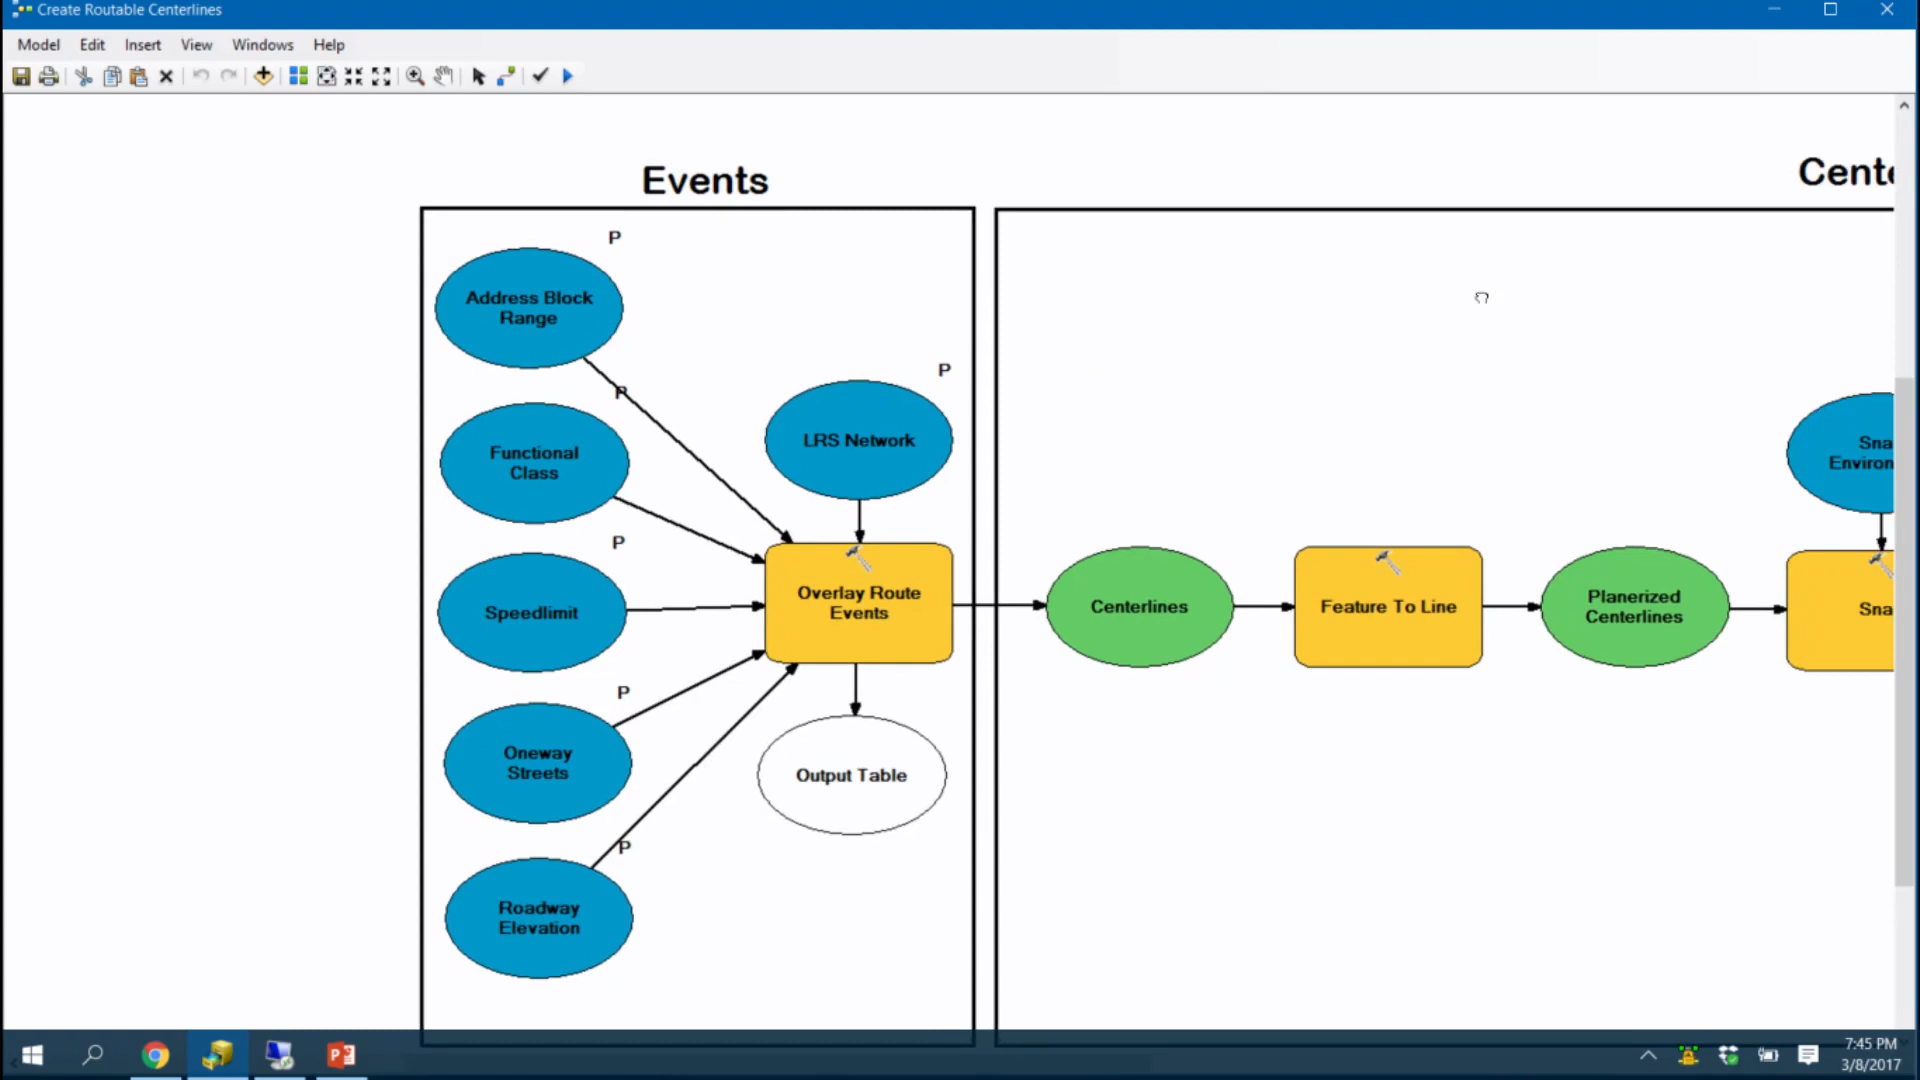 Create Routable Centerlines
Model Edit Insert View Windows Help
Events
Cente
P
Address Block
Range
P
P
LRS Network
Functional
Class
Sna
Environ
P
Speedlimit
Overlay Route
Events
Centerlines
Feature To Line
Planerized
Centerlines
Sna
P
Oneway
Streets
Output Table
P
Roadway
Elevation
7:45 PM
3/8/2017